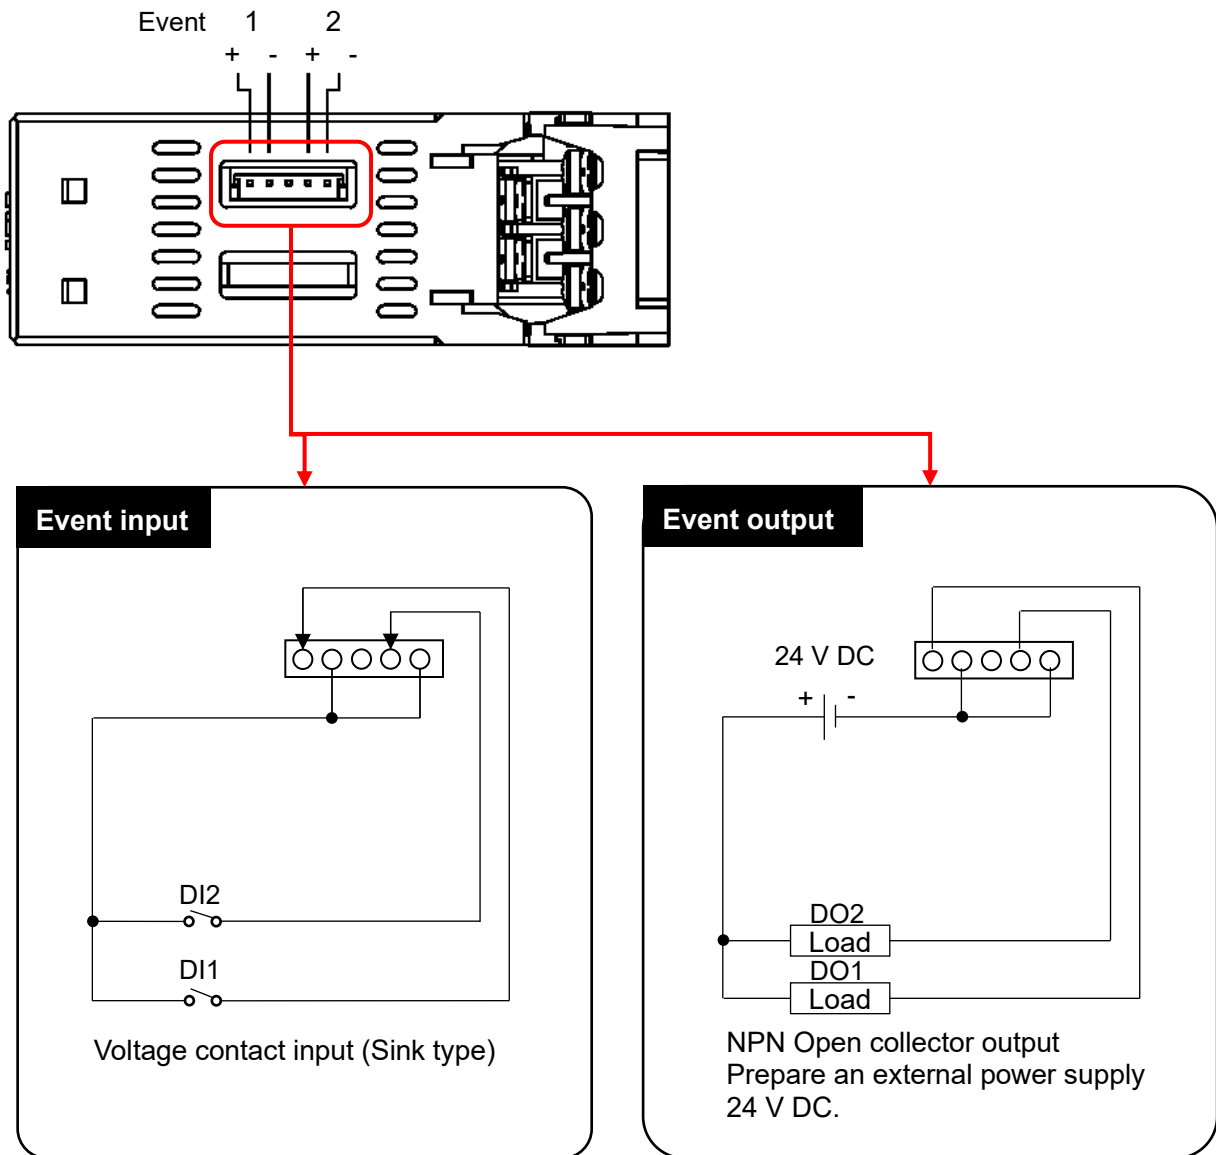 Event 1 2
+ - + -
Event input
DI2
DI1
Voltage contact input (Sink type)
Event output
24 V DC
+ -
DO2
Load
DO1
Load
NPN Open collector output
Prepare an external power supply
24 V DC.